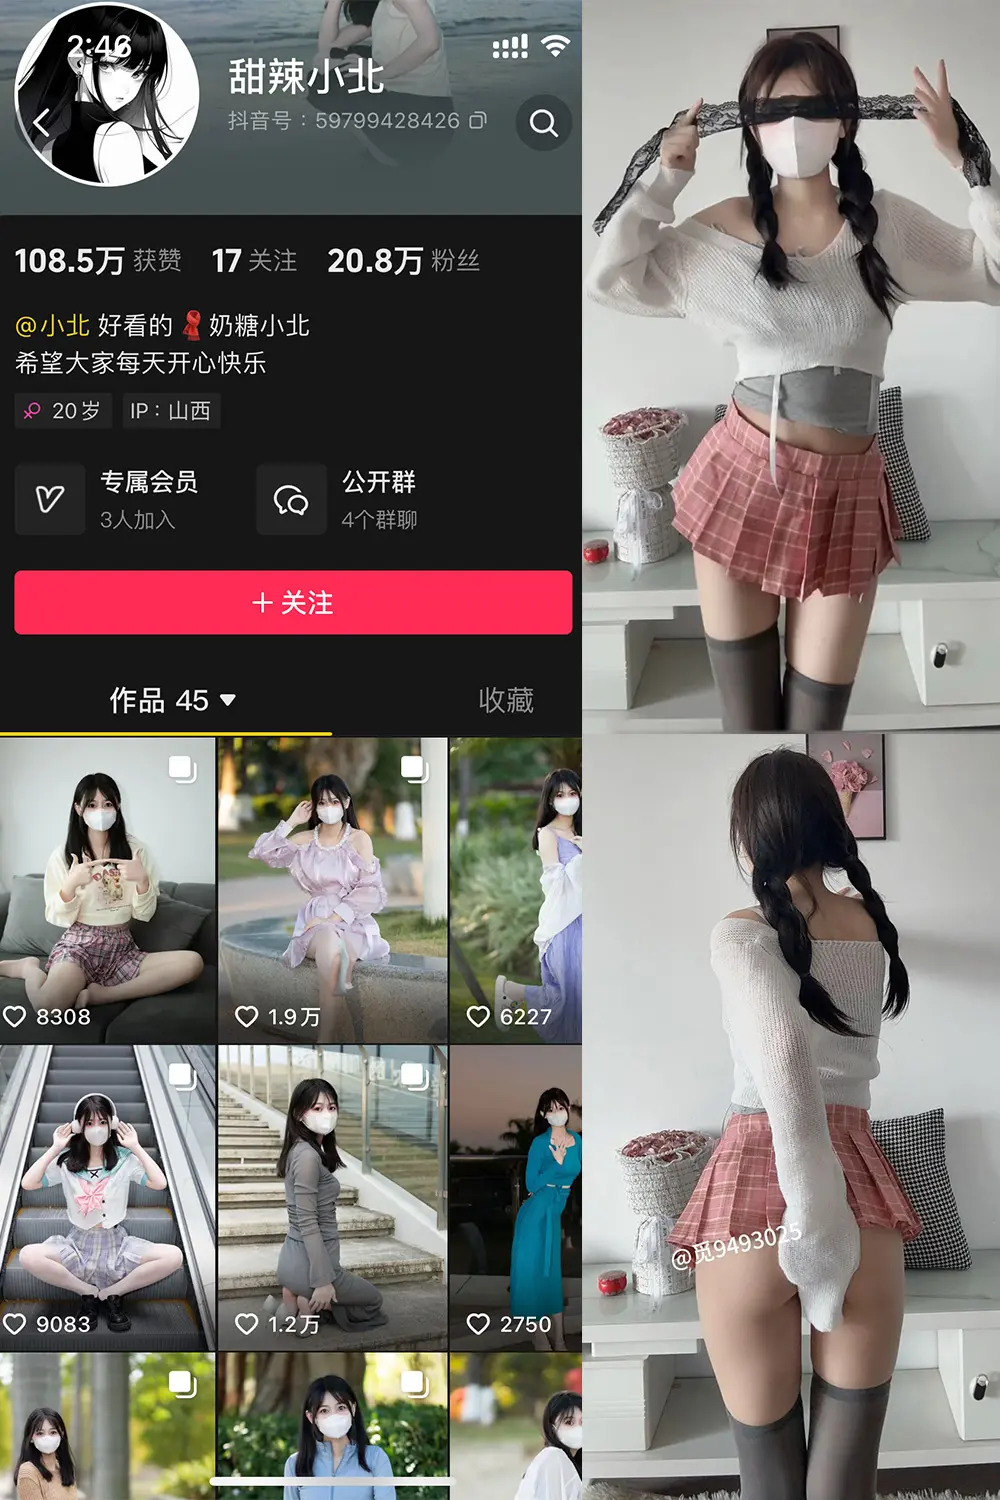 2:46
甜辣小北
抖音号：59799428426
108.5万 获赞 17 关注 20.8万 粉丝
@小北 好看的 奶糖小北
希望大家每天开心快乐
20岁 IP：山西
专属会员
3人加入
公开群
4个群聊
+ 关注
作品 45
收藏
8308
1.9万
6227
9083
1.2万
2750
@觅9493025